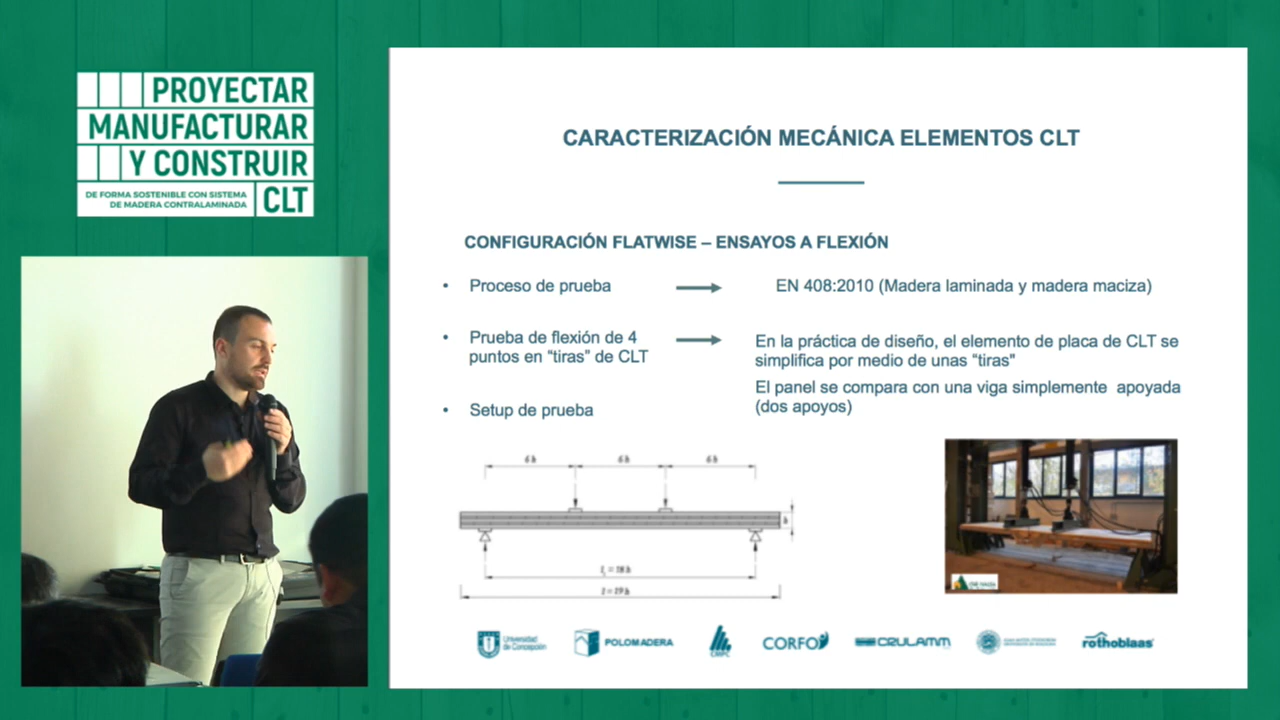 PROYECTAR
MANUFACTURAR
Y CONSTRUIR
DE FORMA SOSTENIBLE CON SISTEMA
DE MADERA CONTRALAMINADA
CLT
CARACTERIZACIÓN MECÁNICA ELEMENTOS CLT
CONFIGURACIÓN FLATWISE – ENSAYOS A FLEXIÓN
• Proceso de prueba
EN 408:2010 (Madera laminada y madera maciza)
• Prueba de flexión de 4
puntos en “tiras” de CLT
En la práctica de diseño, el elemento de placa de CLT se
simplifica por medio de unas “tiras"
El panel se compara con una viga simplemente apoyada
(dos apoyos)
• Setup de prueba
6 h 6 h 6 h
h
= 18 h
= 19 h
Universidad
de Concepción
POLOMADERA
CMPC
CORFO
CRULAMM
rothoblaas